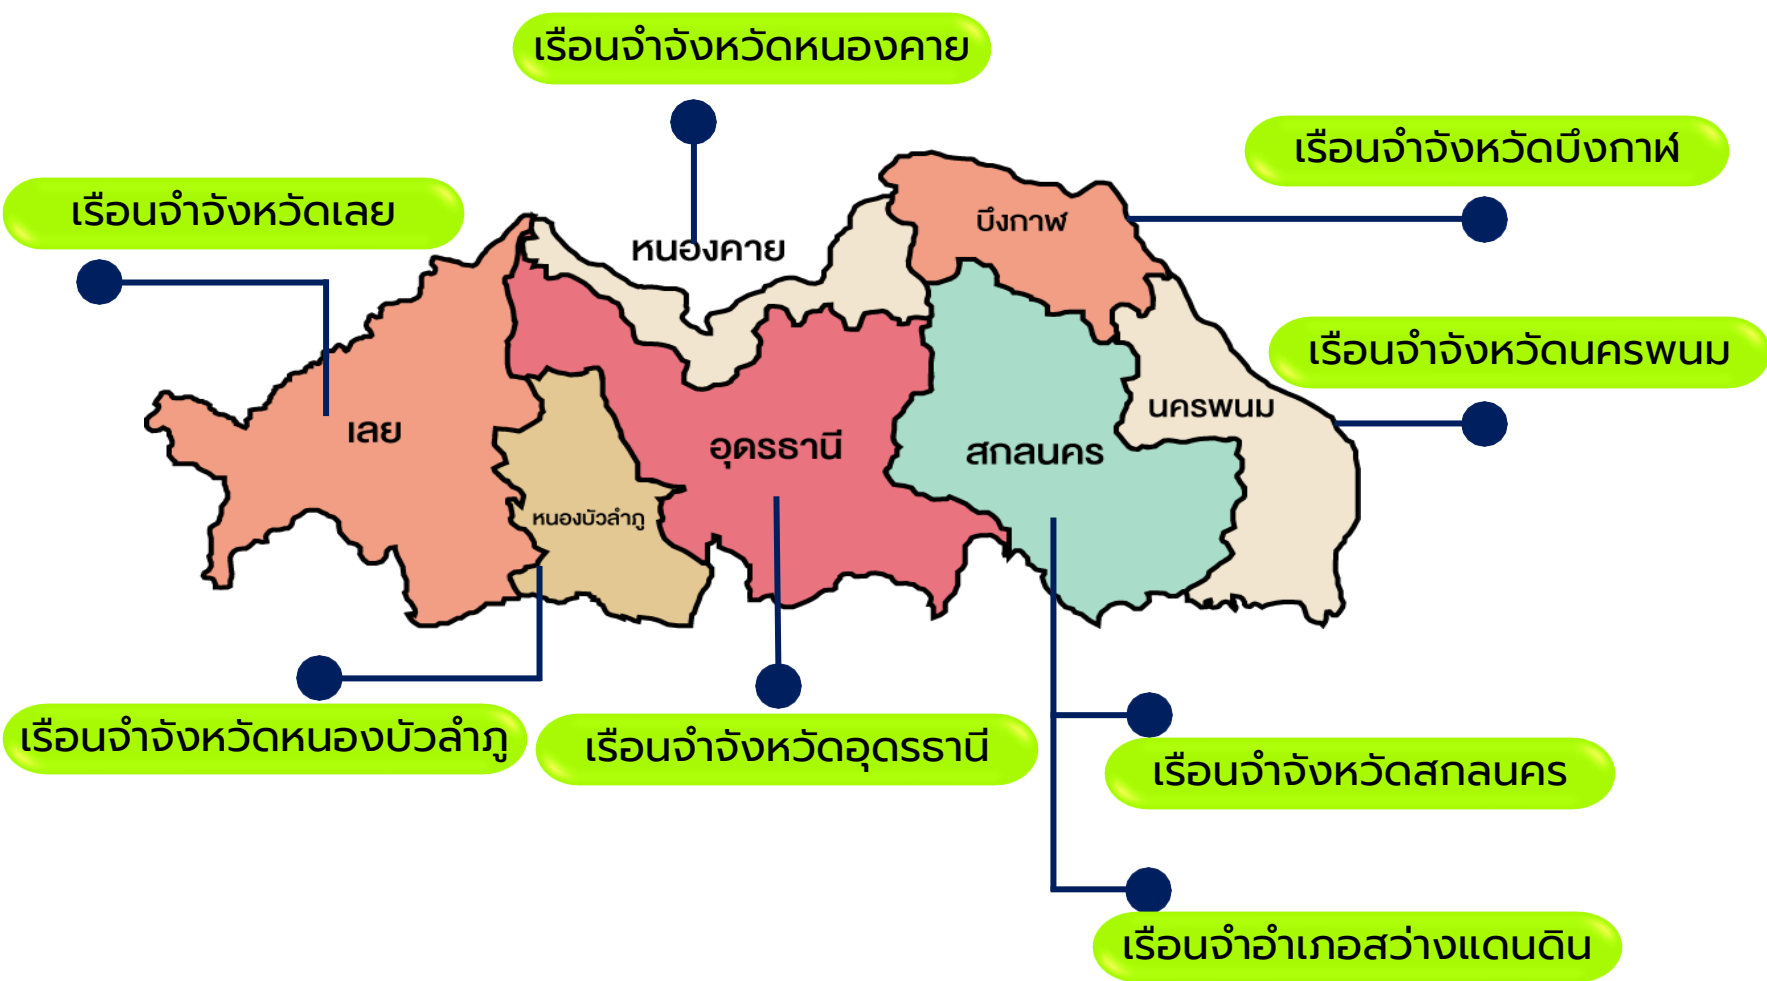 เรือนจำจังหวัดหนองคาย
เรือนจำจังหวัดบึงกาฬ
เรือนจำจังหวัดเลย
บึงกาฬ
หนองคาย
เรือนจำจังหวัดนครพนม
นครพนม
เลย
อุดรธานี
สกลนคร
หนองบัวลำภู
เรือนจำจังหวัดหนองบัวลำภู
เรือนจำจังหวัดอุดรธานี
เรือนจำจังหวัดสกลนคร
เรือนจำอำเภอสว่างแดนดิน